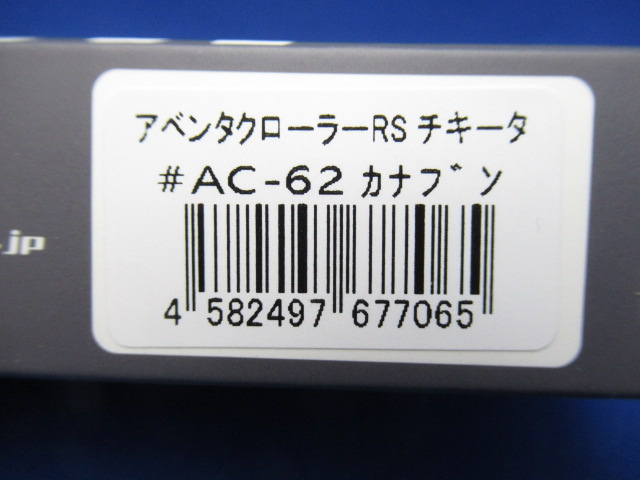 アベンタクローラーRS チキータ
#AC-62 カナブン
.jp
4 582497 677065